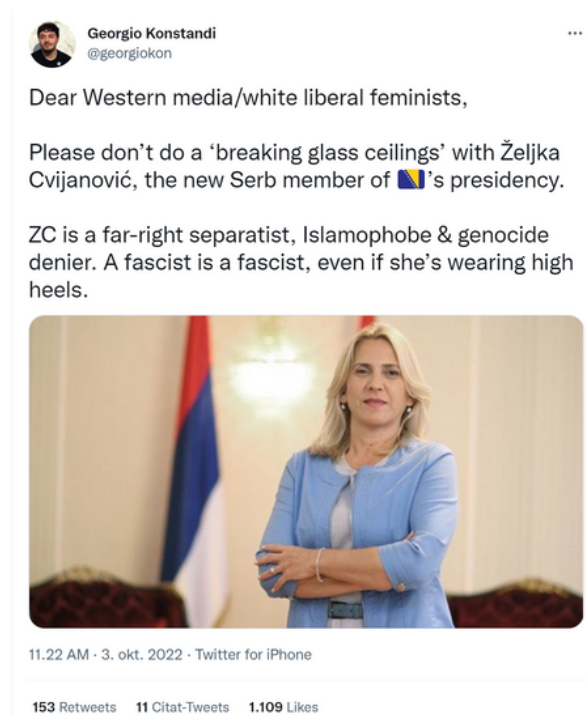 Georgio Konstandi
@georgiokon
Dear Western media/white liberal feminists,
Please don’t do a ‘breaking glass ceilings’ with Željka
Cvijanović, the new Serb member of 🇧🇦’s presidency.
ZC is a far-right separatist, Islamophobe & genocide
denier. A fascist is a fascist, even if she’s wearing high
heels.
11.22 AM · 3. okt. 2022 · Twitter for iPhone
153 Retweets 11 Citat-Tweets 1.109 Likes